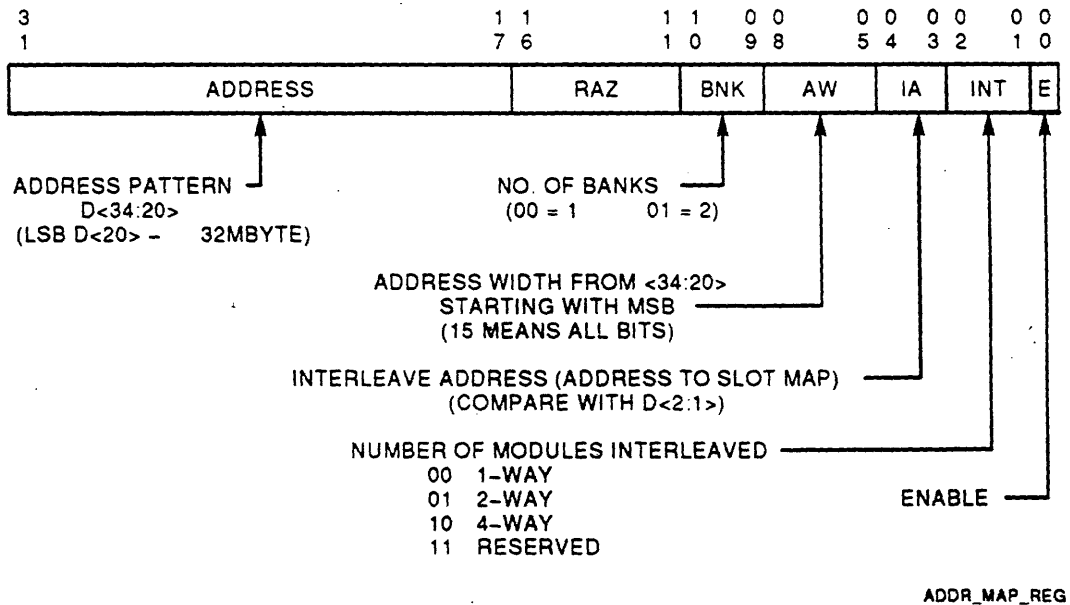 3 1 1 1 1 0 0 0 0 0 0 0 0 0
1 7 6 1 0 9 8 5 4 3 2 1 0
ADDRESS RAZ BNK AW IA INT E
ADDRESS PATTERN
D<34:20>
(LSB D<20> – 32MBYTE)
NO. OF BANKS
(00 = 1 01 = 2)
ADDRESS WIDTH FROM <34:20>
STARTING WITH MSB
(15 MEANS ALL BITS)
INTERLEAVE ADDRESS (ADDRESS TO SLOT MAP)
(COMPARE WITH D<2:1>)
NUMBER OF MODULES INTERLEAVED
00 1–WAY
01 2–WAY
10 4–WAY
11 RESERVED
ENABLE
ADDR_MAP_REG